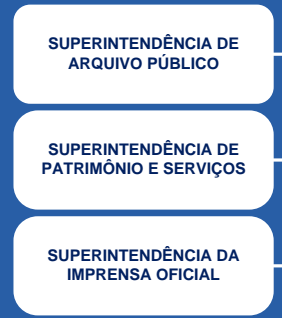 SUPERINTENDÊNCIA DE
ARQUIVO PÚBLICO
SUPERINTENDÊNCIA DE
PATRIMÔNIO E SERVIÇOS
SUPERINTENDÊNCIA DA
IMPRENSA OFICIAL